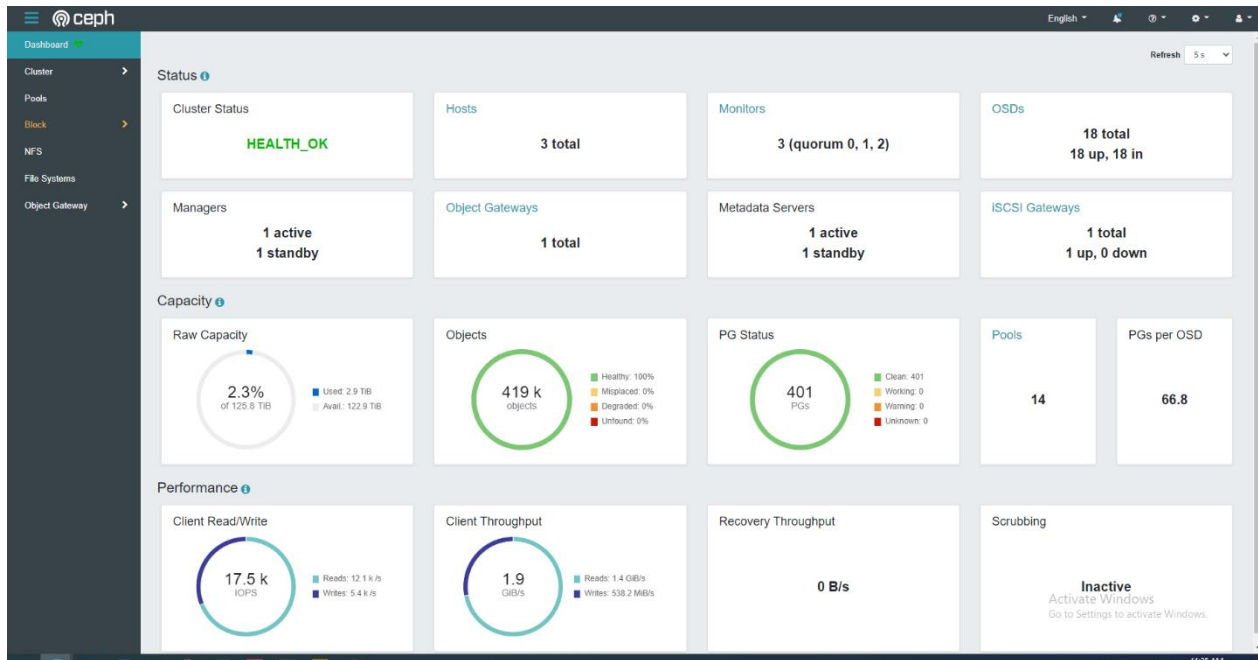 ceph
English
Dashboard
Refresh 5 s
Cluster
Pools
Block
NFS
File Systems
Object Gateway
Status
Cluster Status
HEALTH_OK
Hosts
3 total
Monitors
3 (quorum 0, 1, 2)
OSDs
18 total
18 up, 18 in
Managers
1 active
1 standby
Object Gateways
1 total
Metadata Servers
1 active
1 standby
iSCSI Gateways
1 total
1 up, 0 down
Capacity
Raw Capacity
2.3%
of 125.8 TiB
Used: 2.9 TiB
Avail.: 122.9 TiB
Objects
419 k
objects
Healthy: 100%
Misplaced: 0%
Degraded: 0%
Unfound: 0%
PG Status
401
PGs
Clean: 401
Working: 0
Warning: 0
Unknown: 0
Pools
14
PGs per OSD
66.8
Performance
Client Read/Write
17.5 k
IOPS
Reads: 12.1 k /s
Writes: 5.4 k /s
Client Throughput
1.9
GiB/s
Reads: 1.4 GiB/s
Writes: 538.2 MiB/s
Recovery Throughput
0 B/s
Scrubbing
Inactive
Activate Windows
Go to Settings to activate Windows.